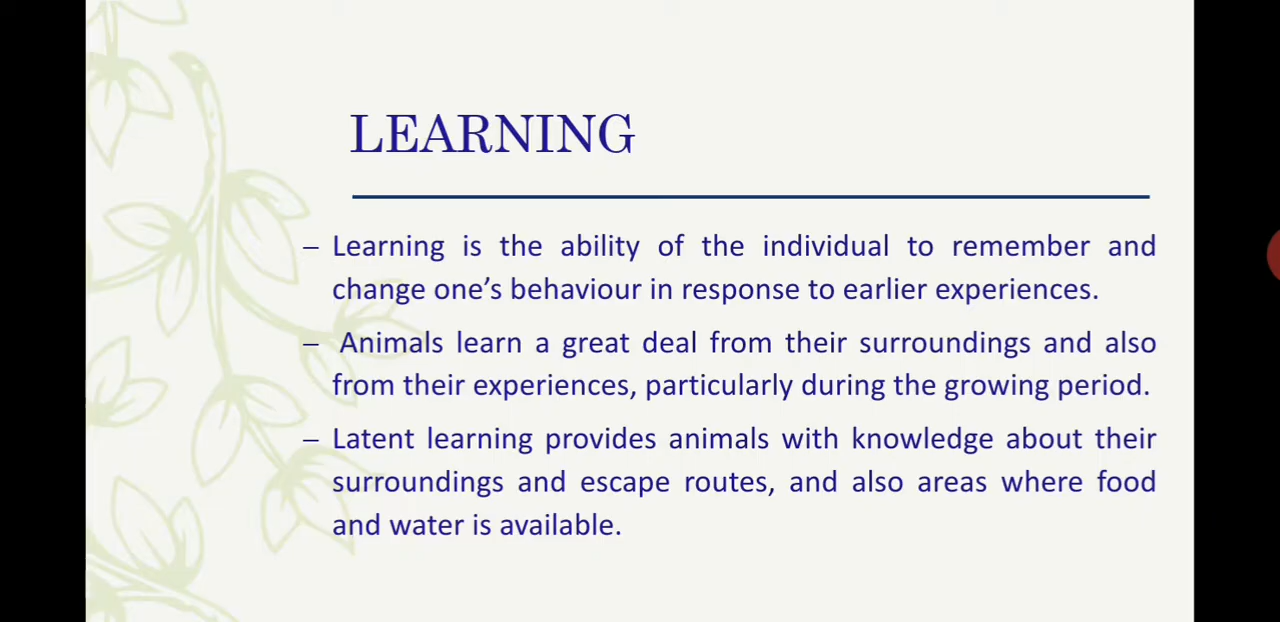 LEARNING
– Learning is the ability of the individual to remember and
change one’s behaviour in response to earlier experiences.
– Animals learn a great deal from their surroundings and also
from their experiences, particularly during the growing period.
– Latent learning provides animals with knowledge about their
surroundings and escape routes, and also areas where food
and water is available.